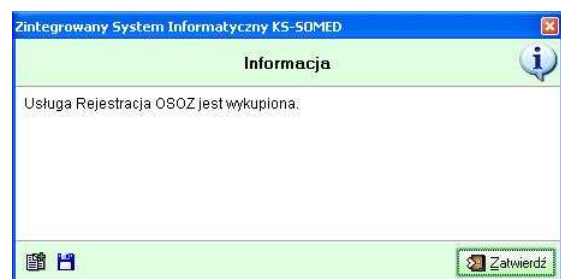 Zintegrowany System Informatyczny KS-SOMED
Informacja
Usługa Rejestracja OSOZ jest wykupiona.
Zatwierdź